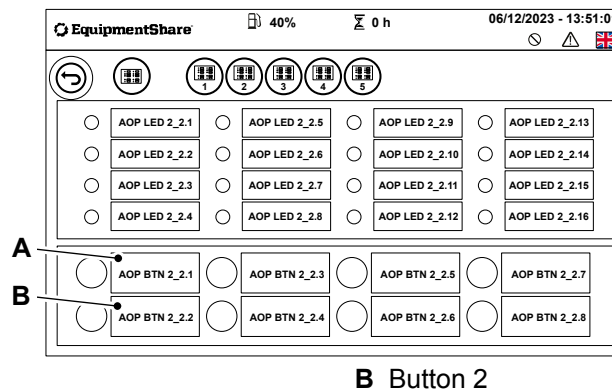 EquipmentShare 40% 0 h 06/12/2023 - 13:51:0
1 2 3 4 5
AOP LED 2_2.1 AOP LED 2_2.5 AOP LED 2_2.9 AOP LED 2_2.13
AOP LED 2_2.2 AOP LED 2_2.6 AOP LED 2_2.10 AOP LED 2_2.14
AOP LED 2_2.3 AOP LED 2_2.7 AOP LED 2_2.11 AOP LED 2_2.15
AOP LED 2_2.4 AOP LED 2_2.8 AOP LED 2_2.12 AOP LED 2_2.16
A AOP BTN 2_2.1 AOP BTN 2_2.3 AOP BTN 2_2.5 AOP BTN 2_2.7
B AOP BTN 2_2.2 AOP BTN 2_2.4 AOP BTN 2_2.6 AOP BTN 2_2.8
B Button 2